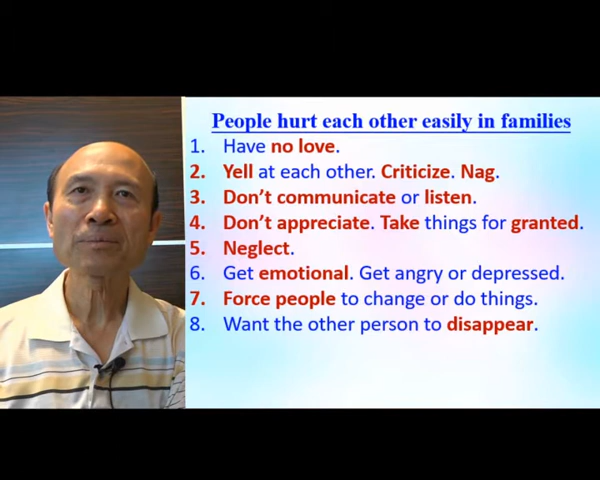 People hurt each other easily in families
1. Have no love.
2. Yell at each other. Criticize. Nag.
3. Don't communicate or listen.
4. Don't appreciate. Take things for granted.
5. Neglect.
6. Get emotional. Get angry or depressed.
7. Force people to change or do things.
8. Want the other person to disappear.